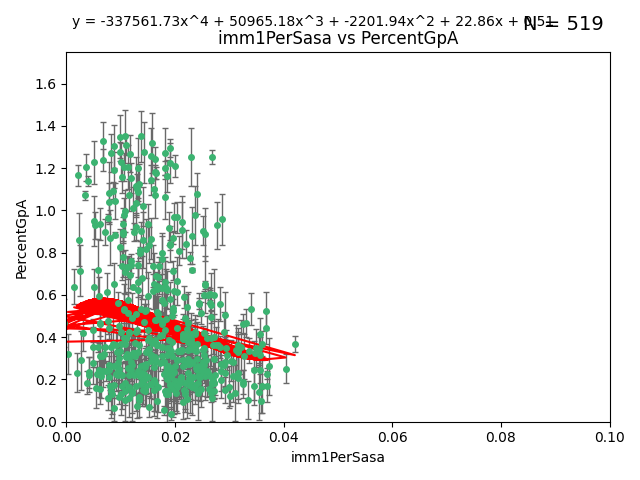 y = -337561.73x^4 + 50965.18x^3 + -2201.94x^2 + 22.86x + 0.51
N = 519
imm1PerSasa vs PercentGpA
PercentGpA
1.6
1.4
1.2
1.0
0.8
0.6
0.4
0.2
0.0
0.00 0.02 0.04 0.06 0.08 0.10
imm1PerSasa